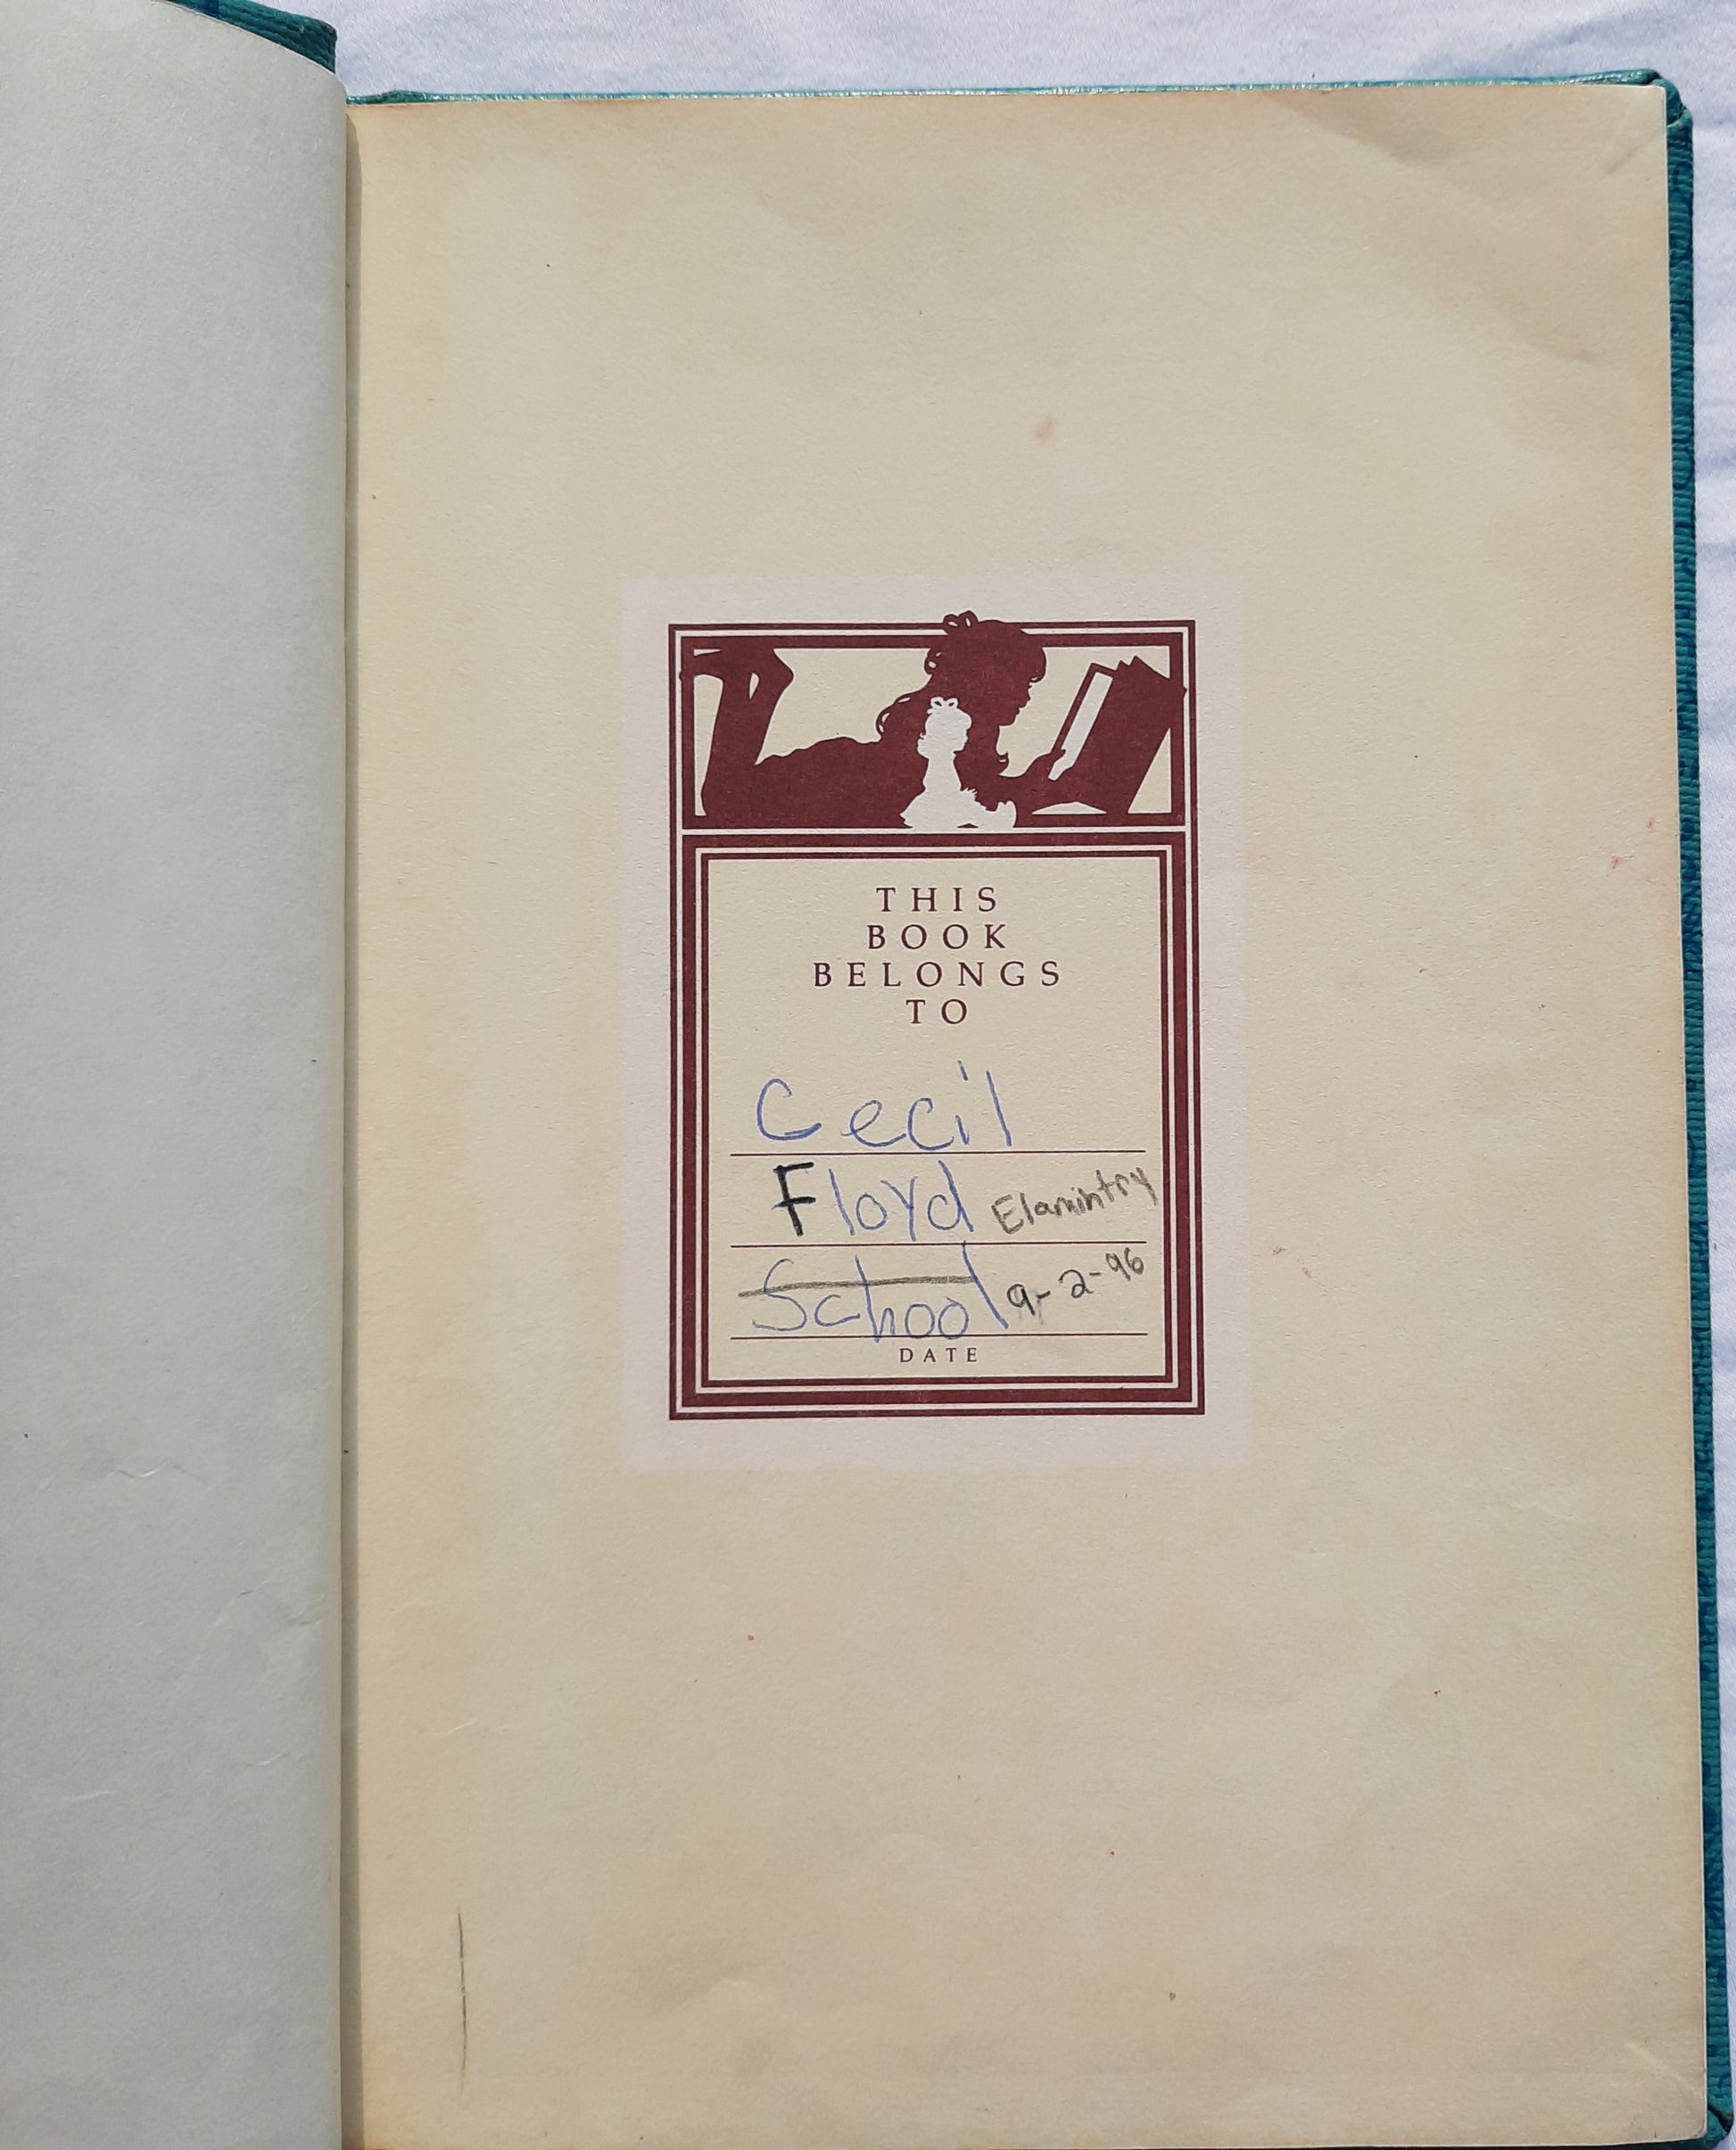 THIS
BOOK
BELONGS
TO
Cecil
Floyd Elamintry
School 9-2-96
DATE